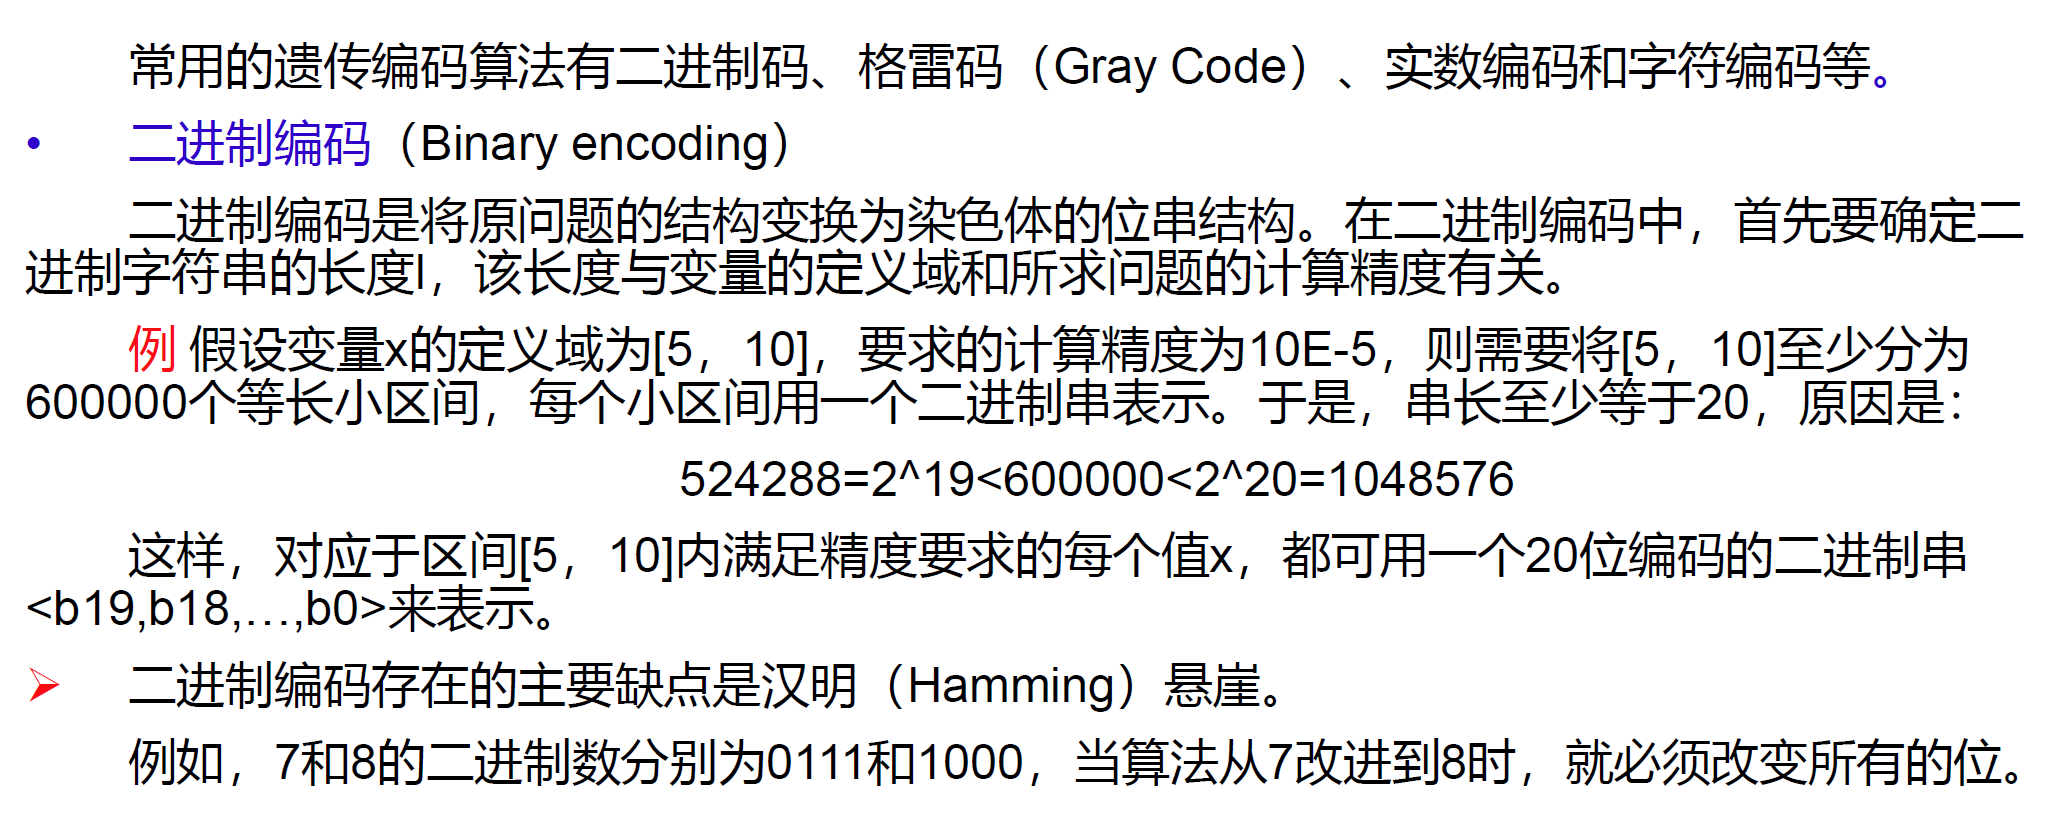 常用的遗传编码算法有二进制码、格雷码（Gray Code）、实数编码和字符编码等。
• 二进制编码（Binary encoding）
二进制编码是将原问题的结构变换为染色体的位串结构。在二进制编码中，首先要确定二
进制字符串的长度l，该长度与变量的定义域和所求问题的计算精度有关。
例 假设变量x的定义域为[5，10]，要求的计算精度为10E-5，则需要将[5，10]至少分为
600000个等长小区间，每个小区间用一个二进制串表示。于是，串长至少等于20，原因是：
524288=2^19<600000<2^20=1048576
这样，对应于区间[5，10]内满足精度要求的每个值x，都可用一个20位编码的二进制串
<b19,b18,…,b0>来表示。
➢ 二进制编码存在的主要缺点是汉明（Hamming）悬崖。
例如，7和8的二进制数分别为0111和1000，当算法从7改进到8时，就必须改变所有的位。